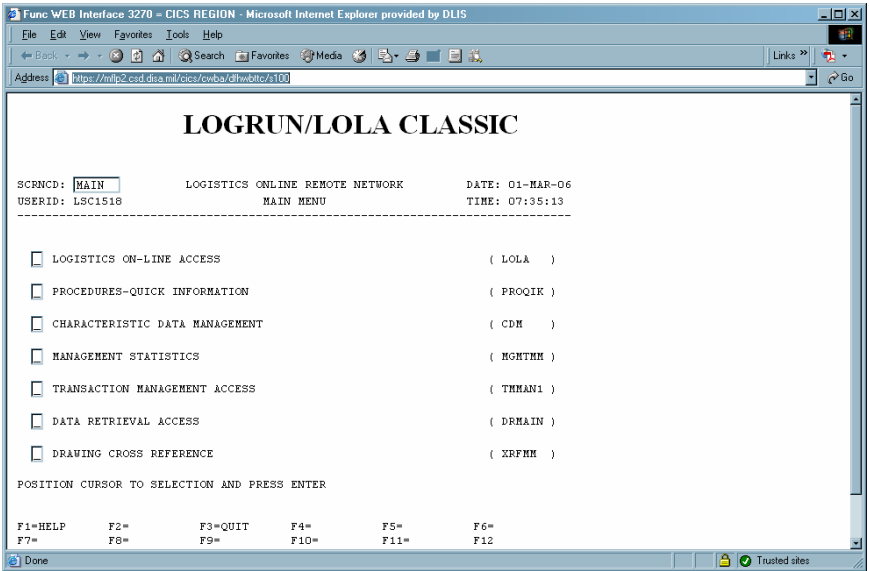 Func WEB Interface 3270 = CICS REGION - Microsoft Internet Explorer provided by DLIS
File Edit View Favorites Tools Help
Back Search Favorites Media Links »
Address https://mflp2.csd.disa.mil/cics/cwba/dfhwbttc/s100 Go
LOGRUN/LOLA CLASSIC
SCRNCD: MAIN LOGISTICS ONLINE REMOTE NETWORK DATE: 01-MAR-06
USERID: LSC1518 MAIN MENU TIME: 07:35:13
-------------------------------------------------------------------------------
_ LOGISTICS ON-LINE ACCESS ( LOLA )
_ PROCEDURES-QUICK INFORMATION ( PROQIK )
_ CHARACTERISTIC DATA MANAGEMENT ( CDM )
_ MANAGEMENT STATISTICS ( MGMTMM )
_ TRANSACTION MANAGEMENT ACCESS ( TMMAN1 )
_ DATA RETRIEVAL ACCESS ( DRMAIN )
_ DRAWING CROSS REFERENCE ( XRFMM )
POSITION CURSOR TO SELECTION AND PRESS ENTER
F1=HELP F2= F3=QUIT F4= F5= F6=
F7= F8= F9= F10= F11= F12
Done Trusted sites